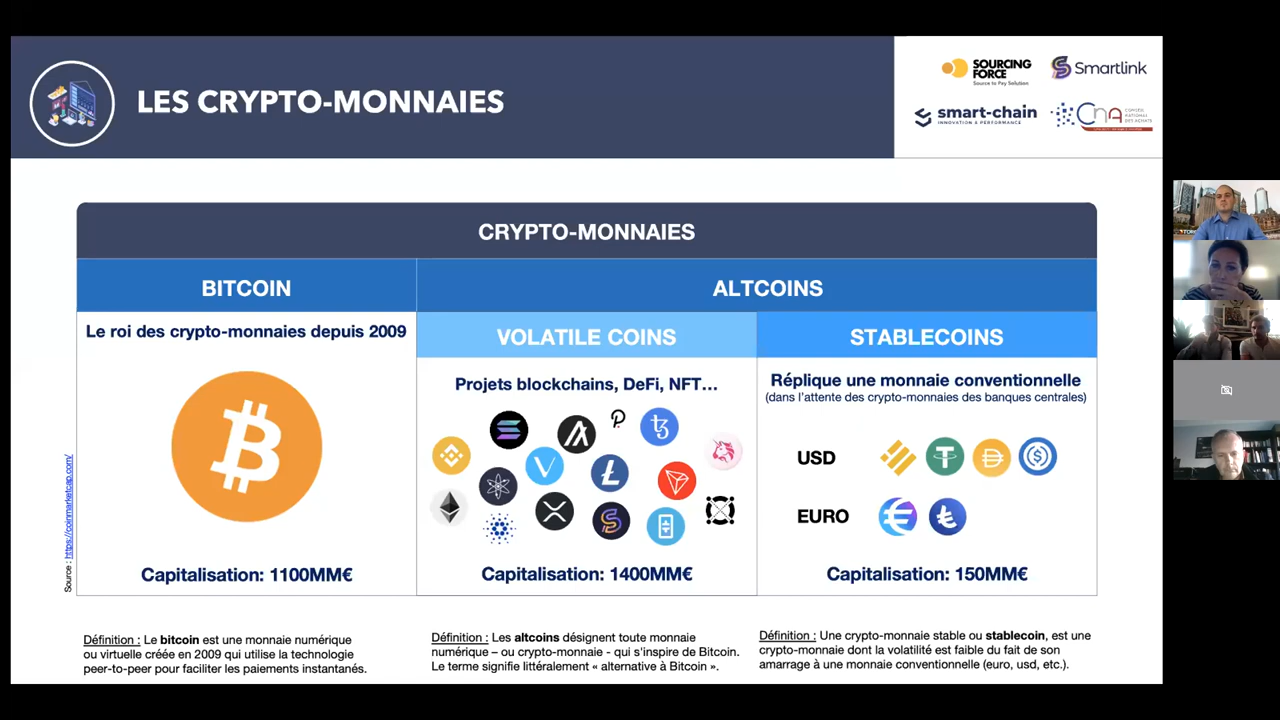 LES CRYPTO-MONNAIES
SOURCING
FORCE
Source to Pay Solution
Smartlink
smart-chain
INNOVATION & PERFORMANCE
CNA
CONSEIL
NATIONAL
DES ACHATS
CRYPTO-MONNAIES
BITCOIN
ALTCOINS
Le roi des crypto-monnaies depuis 2009
VOLATILE COINS
STABLECOINS
Projets blockchains, DeFi, NFT...
Réplique une monnaie conventionnelle
(dans l'attente des crypto-monnaies des banques centrales)
USD
EURO
Capitalisation: 1100MM€
Capitalisation: 1400MM€
Capitalisation: 150MM€
Source : https://coinmarketcap.com/
Définition : Le bitcoin est une monnaie numérique
ou virtuelle créée en 2009 qui utilise la technologie
peer-to-peer pour faciliter les paiements instantanés.
Définition : Les altcoins désignent toute monnaie
numérique – ou crypto-monnaie - qui s'inspire de Bitcoin.
Le terme signifie littéralement « alternative à Bitcoin ».
Définition : Une crypto-monnaie stable ou stablecoin, est une
crypto-monnaie dont la volatilité est faible du fait de son
amarrage à une monnaie conventionnelle (euro, usd, etc.).